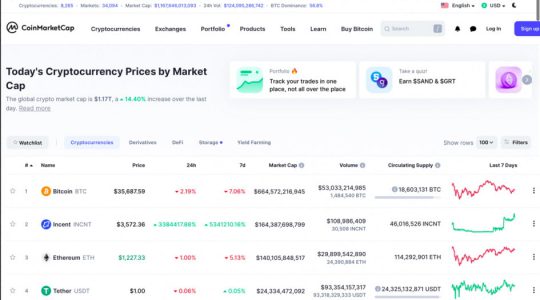 Cryptocurrencies: 8,265 Markets: 34,094 Market Cap: $1,167,646,013,093 24h Vol: $124,095,286,742 BTC Dominance: 56.8%
English USD
CoinMarketCap Cryptocurrencies Exchanges Portfolio Products Tools Learn Buy Bitcoin Search / Log In Sign up
Today's Cryptocurrency Prices by Market
Cap
The global crypto market cap is $1.17T, a 14.40% increase over the last
day. Read more
Portfolio 🔥
Track your trades in one
place, not all over the place
Take a quiz!
Earn $SAND & $GRT
Watchlist Cryptocurrencies Derivatives DeFi Storage Yield Farming Show rows 100 Filters
# Name Price 24h 7d Market Cap Volume Circulating Supply Last 7 Days
1 Bitcoin BTC $35,687.59 2.19% 7.06% $664,572,216,945 $53,033,214,985 18,603,131 BTC
1,484,540 BTC
2 Incent INCNT $3,572.36 3384417.88% 5341210.16% $164,387,698,799 $108,986,409 46,016,526 INCNT
30,508 INCNT
3 Ethereum ETH $1,227.33 1.00% 5.13% $140,105,848,517 $29,899,542,890 114,292,901 ETH
24,390,884 ETH
4 Tether USDT $1.00 0.06% 0.05% $24,334,472,092 $93,354,157,317 24,325,132,871 USDT
93,318,329,333 USDT